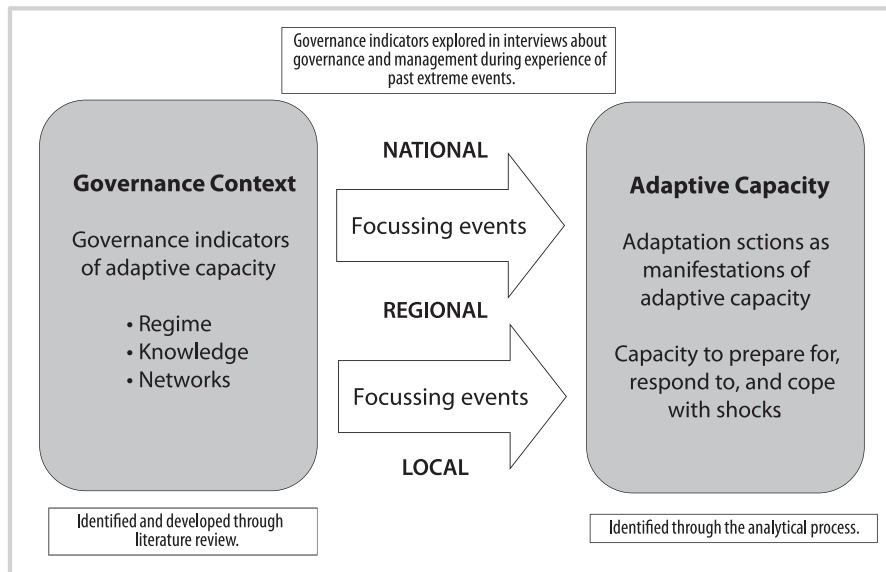 Governance indicators explored in interviews about
governance and management during experience of
past extreme events.
Governance Context
Governance indicators
of adaptive capacity
• Regime
• Knowledge
• Networks
Identified and developed through
literature review.
NATIONAL
Focussing events
REGIONAL
Focussing events
LOCAL
Adaptive Capacity
Adaptation sctions as
manifestations of
adaptive capacity
Capacity to prepare for,
respond to, and cope
with shocks
Identified through the analytical process.